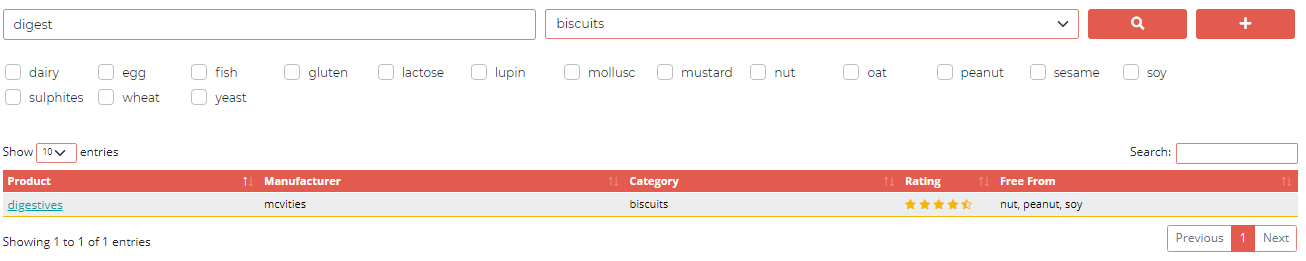 digest biscuits
dairy egg fish gluten lactose lupin mollusc mustard nut oat peanut sesame soy
sulphites wheat yeast
Show 10 entries Search:
Product Manufacturer Category Rating Free From
digestives mcvities biscuits nut, peanut, soy
Showing 1 to 1 of 1 entries Previous 1 Next